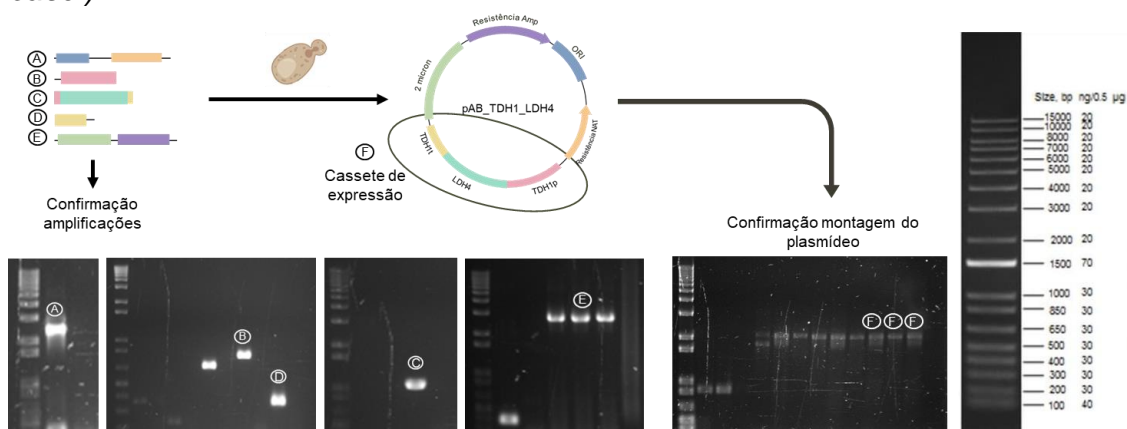 A
B
C
D
E
Confirmação
amplificações
Resistência Amp
ORI
2 micron
pAB_TDH1_LDH4
Resistência NAT
TDH1t
LDH4
TDH1p
F
Cassete de
expressão
Confirmação montagem do
plasmídeo
A
B
D
C
E
F F F
Size, bp ng/0.5 µg
15000 20
10000 20
8000 20
7000 20
6000 20
5000 20
4000 20
3000 20
2000 20
1500 70
1000 30
850 30
650 30
500 30
400 30
300 30
200 30
100 40